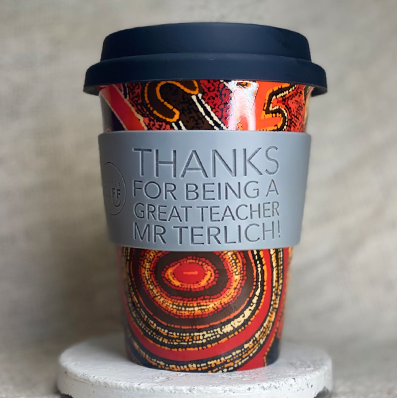 THANKS
FOR BEING A
GREAT TEACHER
MR TERLICH!